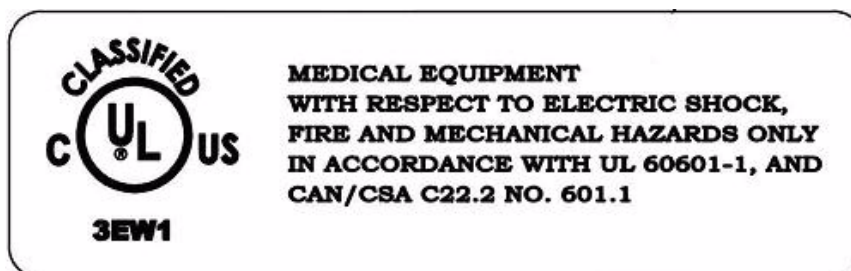 CLASSIFIED
C UL® US
3EW1
MEDICAL EQUIPMENT
WITH RESPECT TO ELECTRIC SHOCK,
FIRE AND MECHANICAL HAZARDS ONLY
IN ACCORDANCE WITH UL 60601-1, AND
CAN/CSA C22.2 NO. 601.1